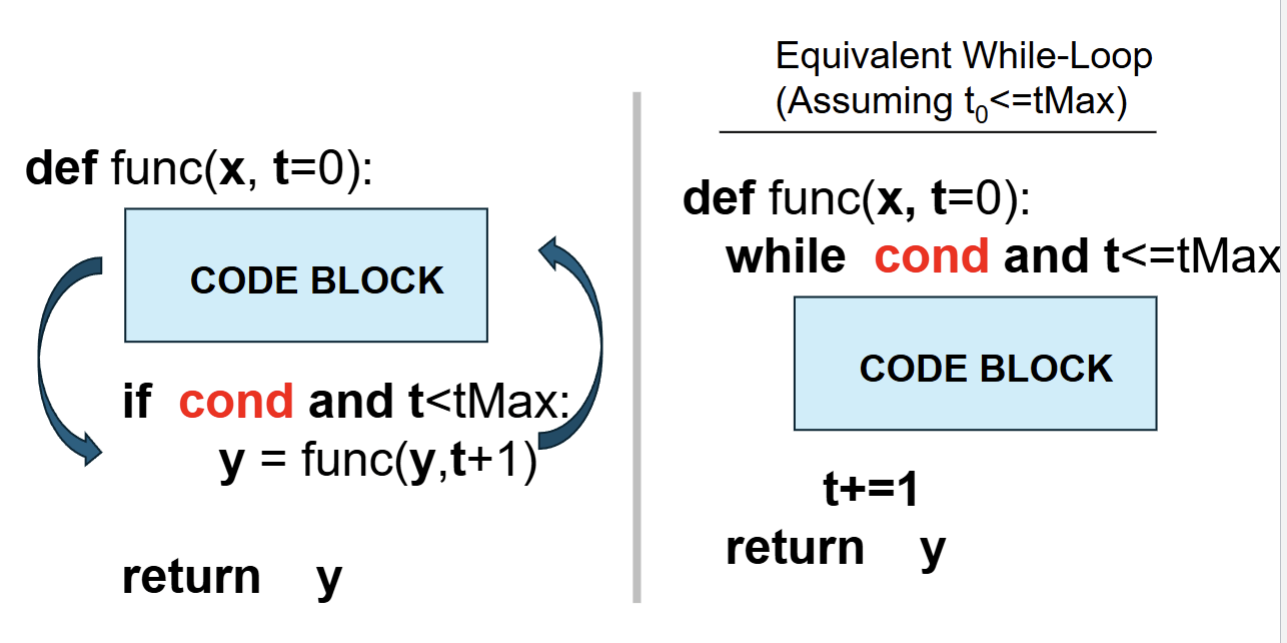 def func(x, t=0):
CODE BLOCK
if cond and t<tMax:
y = func(y,t+1)
return y
Equivalent While-Loop
(Assuming t₀<=tMax)
def func(x, t=0):
while cond and t<=tMax
CODE BLOCK
t+=1
return y